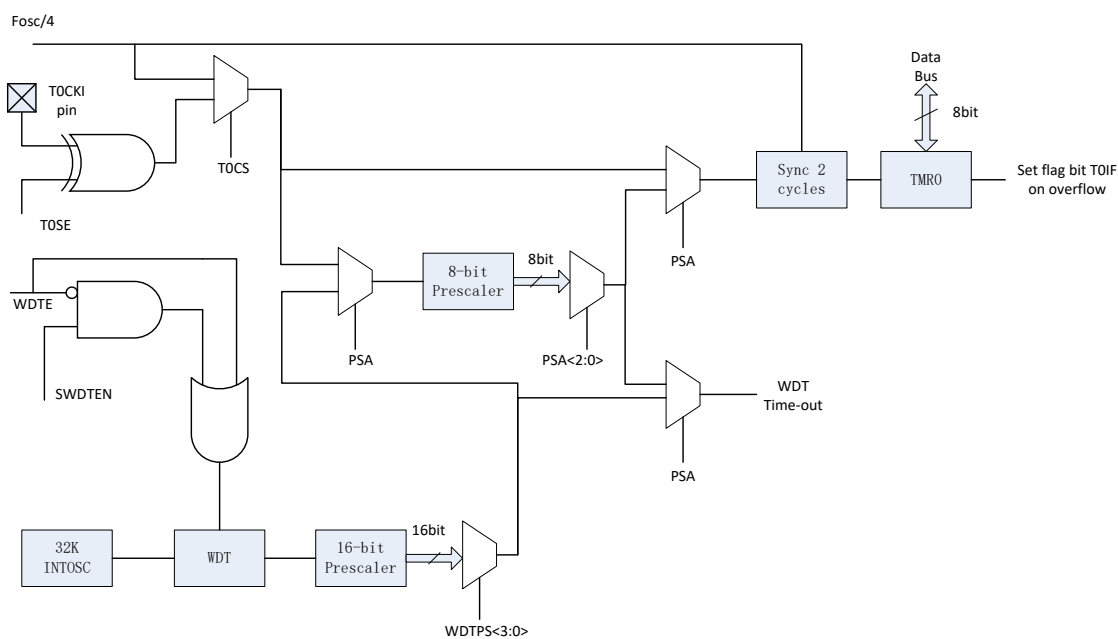 Fosc/4
T0CKI
pin
T0CS
T0SE
Data
Bus
8bit
Sync 2
cycles
TMRO
Set flag bit T0IF
on overflow
PSA
WDTE
SWDTEN
PSA
8-bit
Prescaler
8bit
PSA<2:0>
WDT
Time-out
PSA
32K
INTOSC
WDT
16-bit
Prescaler
16bit
WDTPS<3:0>